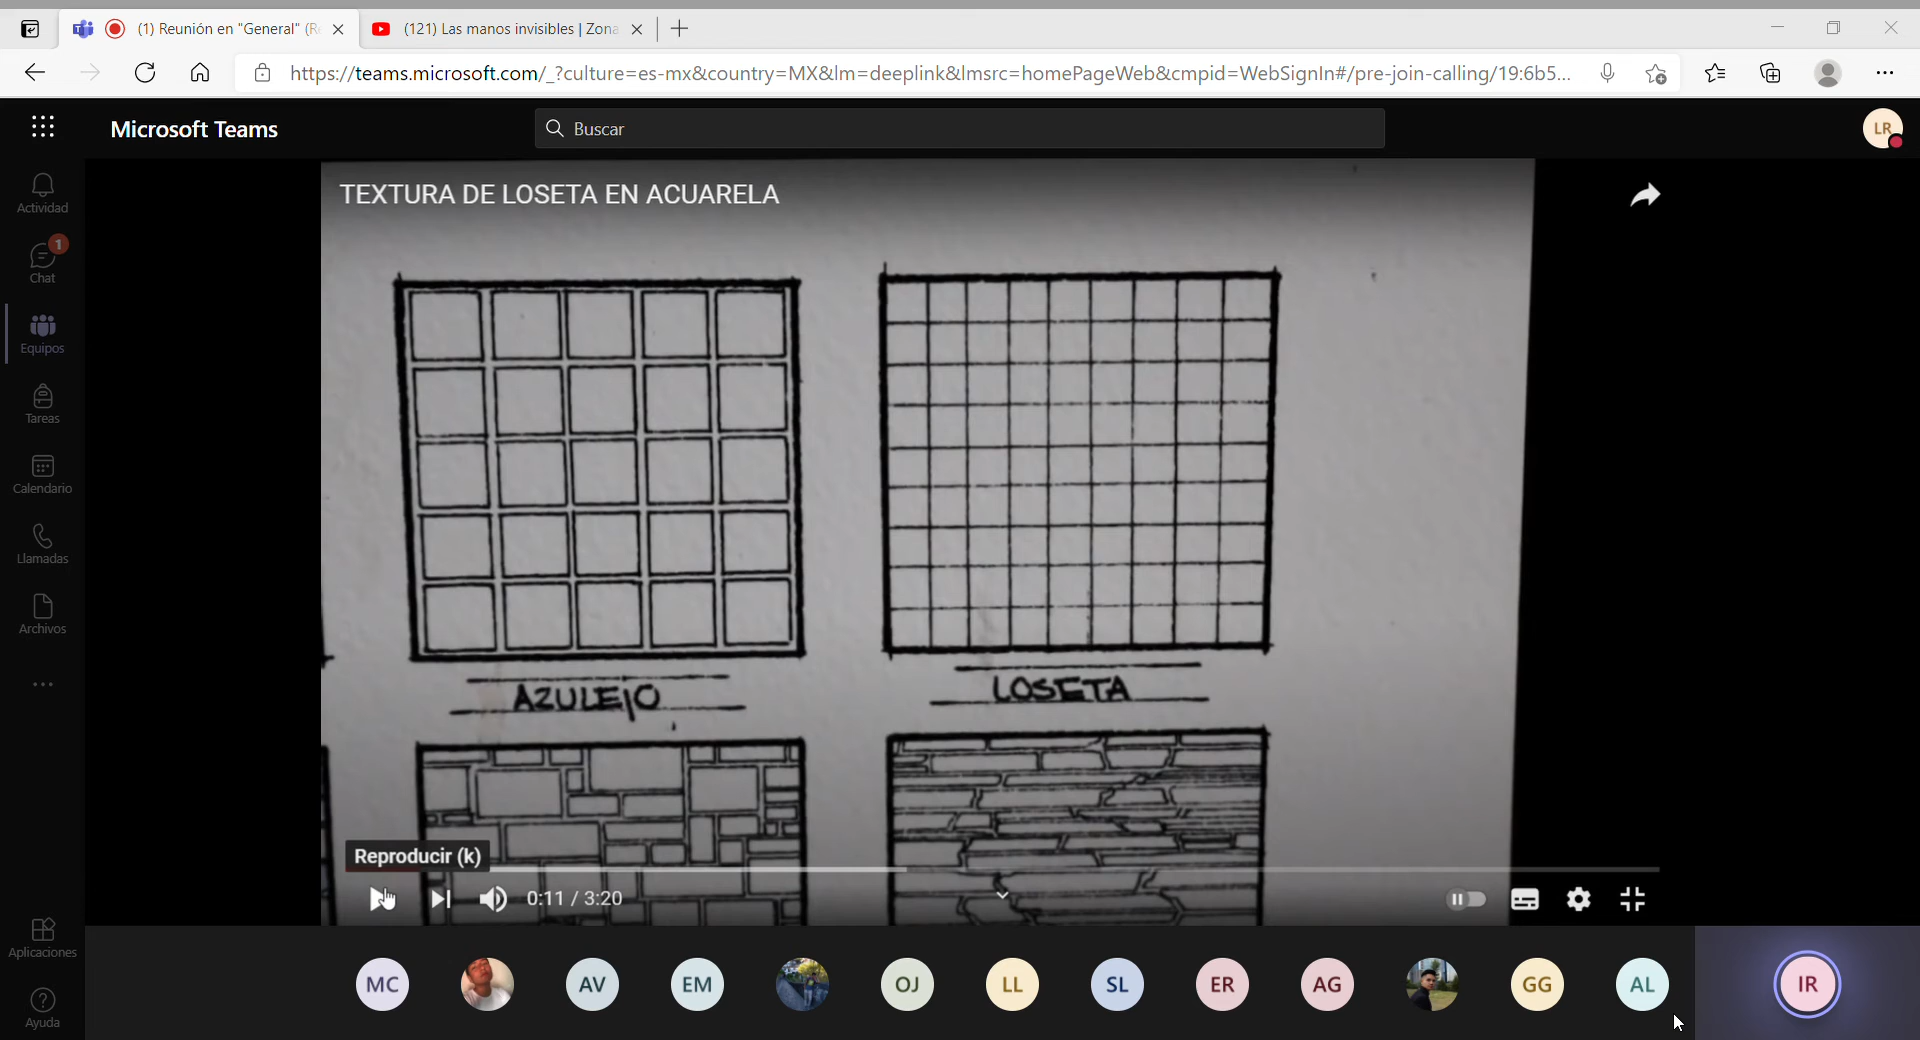 (1) Reunión en "General" (Re
(121) Las manos invisibles | Zona
https://teams.microsoft.com/_?culture=es-mx&country=MX&lm=deeplink&lmsrc=homePageWeb&cmpid=WebSignIn#/pre-join-calling/19:6b5...
Microsoft Teams
Buscar
LR
Actividad
1
Chat
Equipos
Tareas
Calendario
Llamadas
Archivos
Aplicaciones
Ayuda
TEXTURA DE LOSETA EN ACUARELA
AZULEJO
LOSETA
Reproducir (k)
0:11 / 3:20
MC
AV
EM
OJ
LL
SL
ER
AG
GG
AL
IR